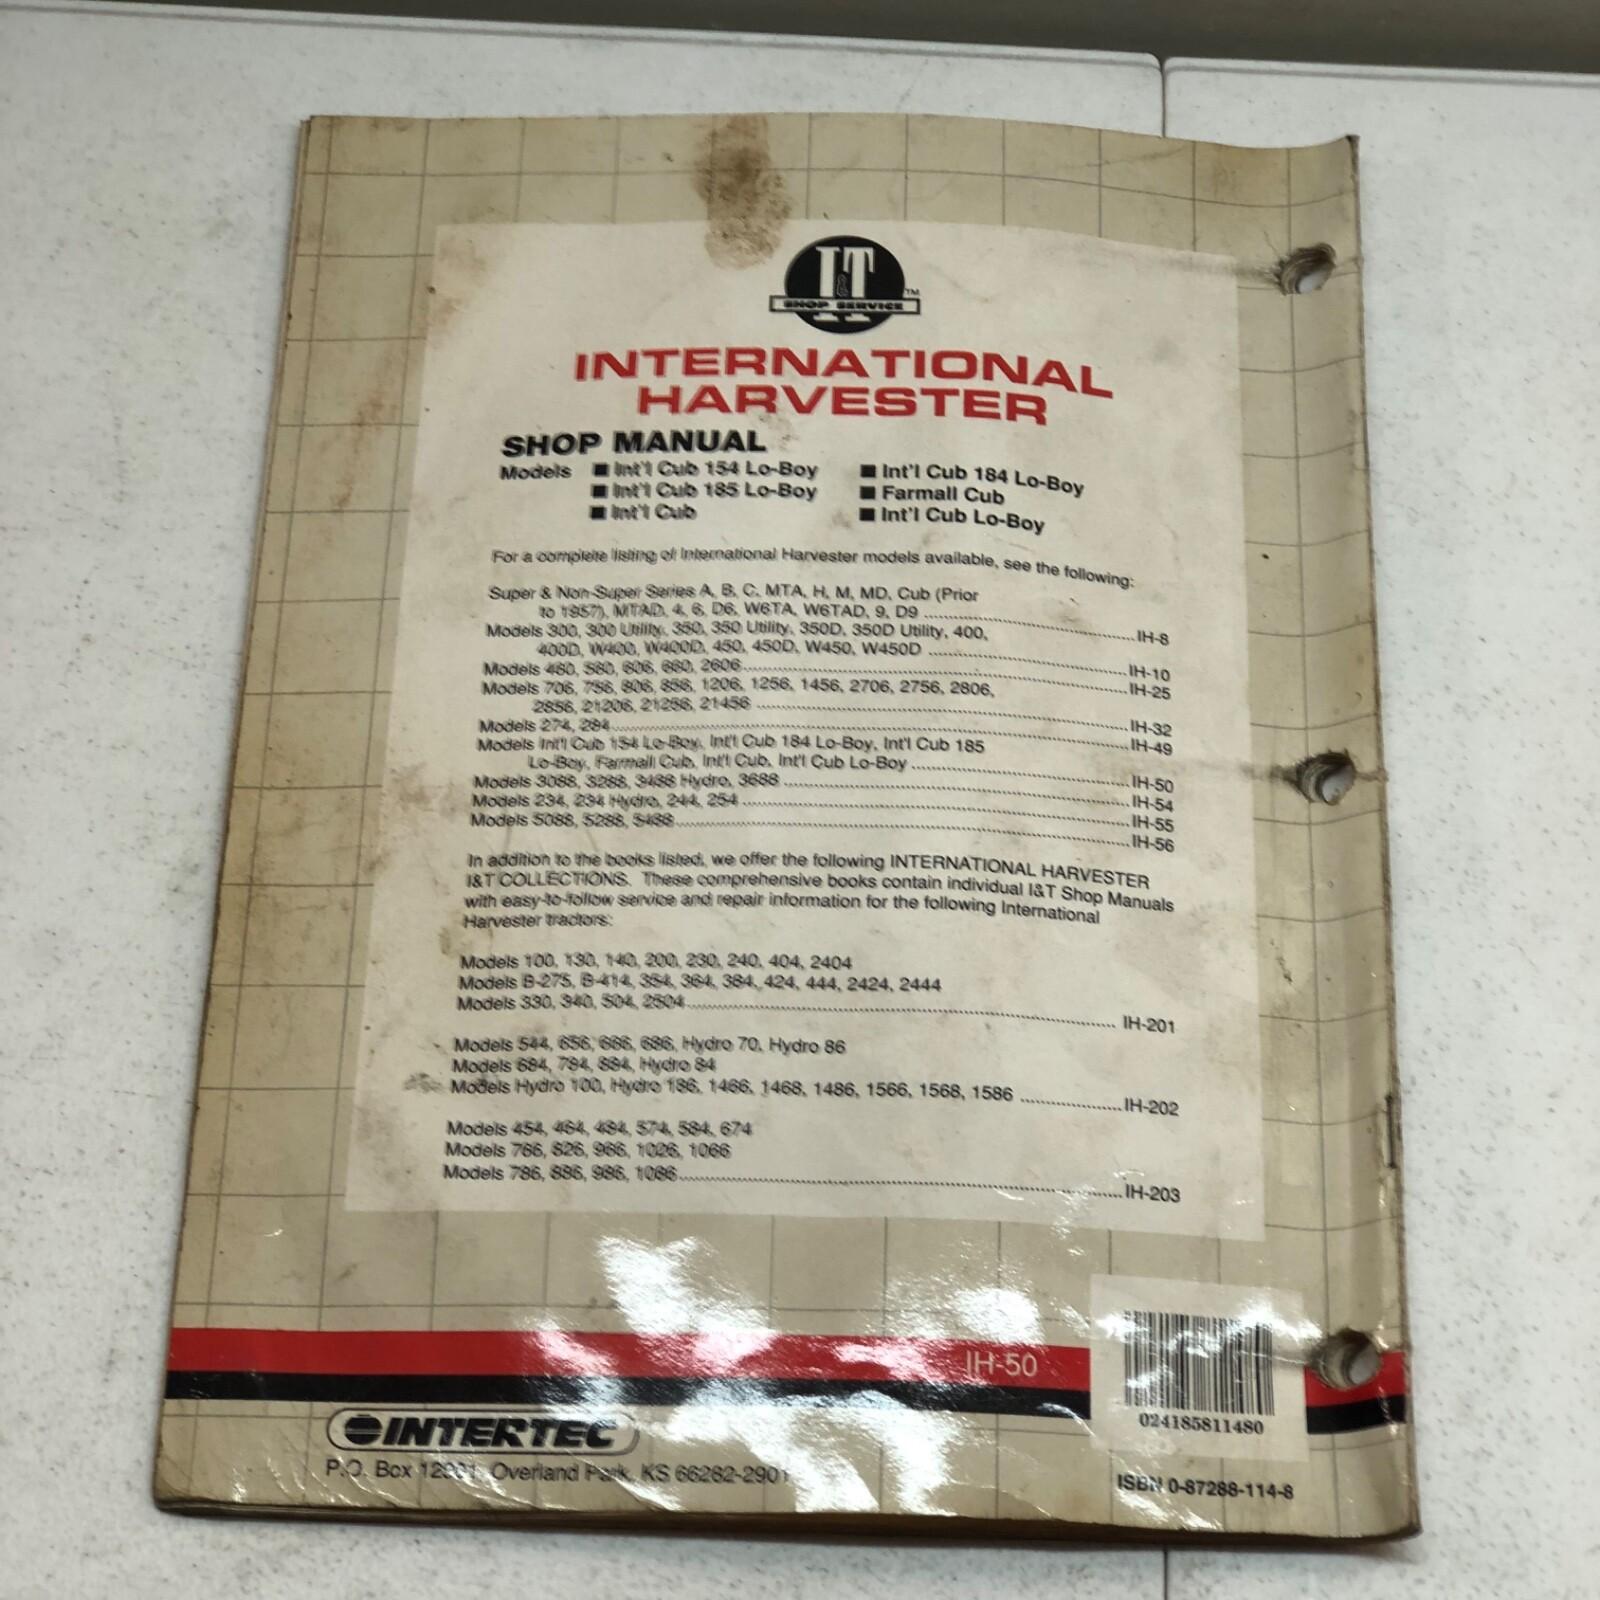 I&T
SHOP SERVICE
TM
INTERNATIONAL
HARVESTER
SHOP MANUAL
Models ■ Int'l Cub 154 Lo-Boy ■ Int'l Cub 184 Lo-Boy
■ Int'l Cub 185 Lo-Boy ■ Farmall Cub
■ Int'l Cub ■ Int'l Cub Lo-Boy
For a complete listing of International Harvester models available, see the following:
Super & Non-Super Series A, B, C, MTA, H, M, MD, Cub (Prior
to 1957), MTAD, 4, 6, D6, W6TA, W6TAD, 9, D9 ........ IH-8
Models 300, 300 Utility, 350, 350 Utility, 350D, 350D Utility, 400,
400D, W400, W400D, 450, 450D, W450, W450D ........ IH-10
Models 460, 560, 606, 660, 2606........ IH-25
Models 706, 756, 806, 856, 1206, 1256, 1456, 2706, 2756, 2806,
2856, 21206, 21256, 21456 ........ IH-32
Models 274, 284........ IH-49
Models Int'l Cub 154 Lo-Boy, Int'l Cub 184 Lo-Boy, Int'l Cub 185
Lo-Boy, Farmall Cub, Int'l Cub, Int'l Cub Lo-Boy ........ IH-50
Models 3088, 3288, 3488 Hydro, 3688 ........ IH-54
Models 234, 234 Hydro, 244, 254 ........ IH-55
Models 5088, 5288, 5488........ IH-56
In addition to the books listed, we offer the following INTERNATIONAL HARVESTER
I&T COLLECTIONS. These comprehensive books contain individual I&T Shop Manuals
with easy-to-follow service and repair information for the following International
Harvester tractors:
Models 100, 130, 140, 200, 230, 240, 404, 2404
Models B-275, B-414, 354, 364, 384, 424, 444, 2424, 2444
Models 330, 340, 504, 2504........ IH-201
Models 544, 656, 666, 686, Hydro 70, Hydro 86
Models 684, 784, 884, Hydro 84
Models Hydro 100, Hydro 186, 1466, 1468, 1486, 1566, 1568, 1586 ........ IH-202
Models 454, 464, 484, 574, 584, 674
Models 766, 826, 966, 1026, 1066
Models 786, 886, 986, 1086........ IH-203
IH-50
024185811480
INTERTEC
P.O. Box 12901, Overland Park, KS 66282-2901
ISBN 0-87288-114-8